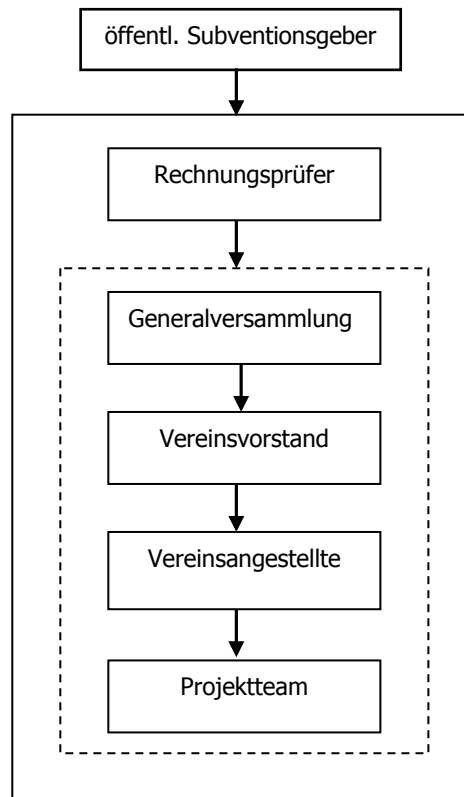 öffentl. Subventionsgeber
Rechnungsprüfer
Generalversammlung
Vereinsvorstand
Vereinsangestellte
Projektteam